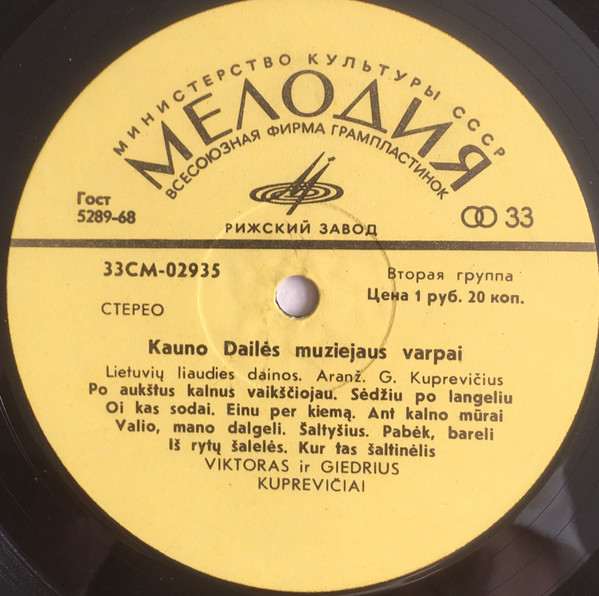 МИНИСТЕРСТВО КУЛЬТУРЫ СССР
МЕЛОДИЯ
ВСЕСОЮЗНАЯ ФИРМА ГРАМПЛАСТИНОК
Гост
5289-68
33
РИЖСКИЙ ЗАВОД
33СМ-02935
Вторая группа
Цена 1 руб. 20 коп.
СТЕРЕО
Kauno Dailės muziejaus varpai
Lietuvių liaudies dainos. Aranž. G. Kuprevičius
Po aukštus kalnus vaikščiojau. Sėdžiu po langeliu
Oi kas sodai. Einu per kiemą. Ant kalno mūrai
Valio, mano dalgeli. Šaltyšius. Pabėk, bareli
Iš rytų šalelės. Kur tas šaltinėlis
VIKTORAS ir GIEDRIUS
KUPREVIČIAI